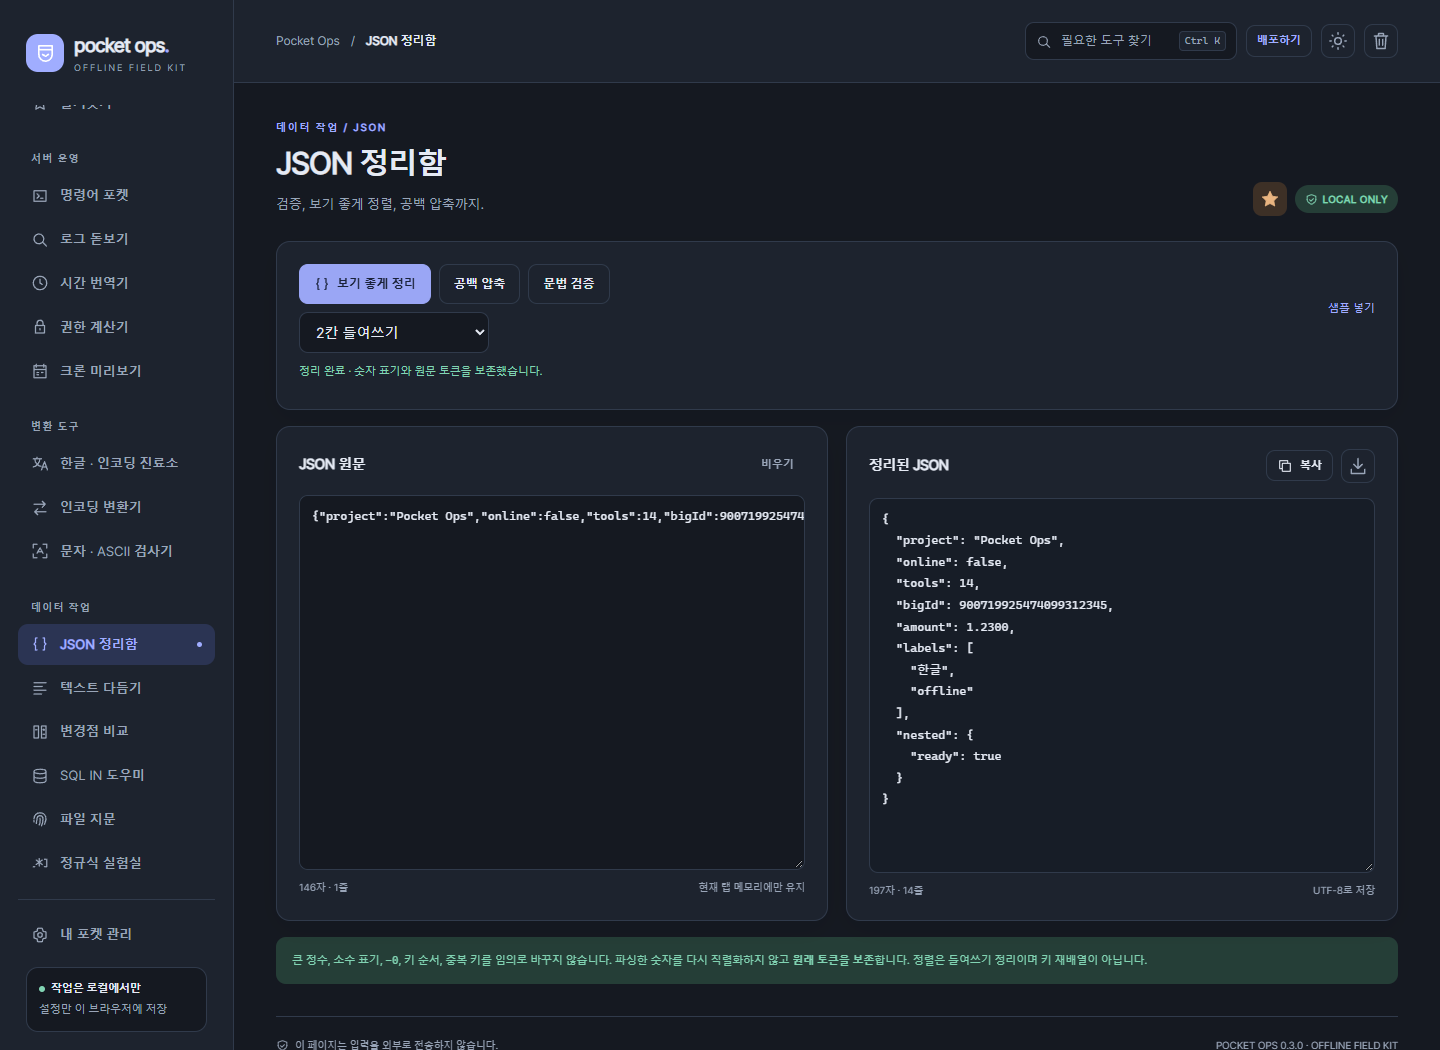 pocket ops.
OFFLINE FIELD KIT
서버 운영
명령어 포켓
로그 돋보기
시간 번역기
권한 계산기
크론 미리보기
변환 도구
한글 · 인코딩 진료소
인코딩 변환기
문자 · ASCII 검사기
데이터 작업
JSON 정리함
텍스트 다듬기
변경점 비교
SQL IN 도우미
파일 지문
정규식 실험실
내 포켓 관리
작업은 로컬에서만
설정만 이 브라우저에 저장
Pocket Ops / JSON 정리함
필요한 도구 찾기 Ctrl K
배포하기
데이터 작업 / JSON
JSON 정리함
검증, 보기 좋게 정렬, 공백 압축까지.
LOCAL ONLY
{ } 보기 좋게 정리
공백 압축
문법 검증
2칸 들여쓰기
샘플 넣기
정리 완료 · 숫자 표기와 원문 토큰을 보존했습니다.
JSON 원문
비우기
{"project":"Pocket Ops","online":false,"tools":14,"bigId":900719925474
146자 · 1줄
현재 탭 메모리에만 유지
정리된 JSON
복사
{
"project": "Pocket Ops",
"online": false,
"tools": 14,
"bigId": 900719925474099312345,
"amount": 1.2300,
"labels": [
"한글",
"offline"
],
"nested": {
"ready": true
}
}
197자 · 14줄
UTF-8로 저장
큰 정수, 소수 표기, -0, 키 순서, 중복 키를 임의로 바꾸지 않습니다. 파싱한 숫자를 다시 직렬화하지 않고 원래 토큰을 보존합니다. 정렬은 들여쓰기 정리이며 키 재배열이 아닙니다.
이 페이지는 입력을 외부로 전송하지 않습니다.
POCKET OPS 0.3.0 · OFFLINE FIELD KIT